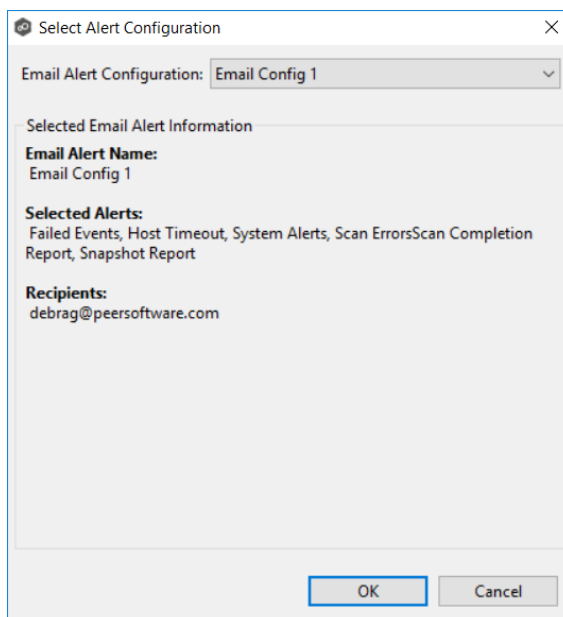 Select Alert Configuration
Email Alert Configuration: Email Config 1
Selected Email Alert Information
Email Alert Name:
Email Config 1
Selected Alerts:
Failed Events, Host Timeout, System Alerts, Scan ErrorsScan Completion
Report, Snapshot Report
Recipients:
debrag@peersoftware.com
OK Cancel